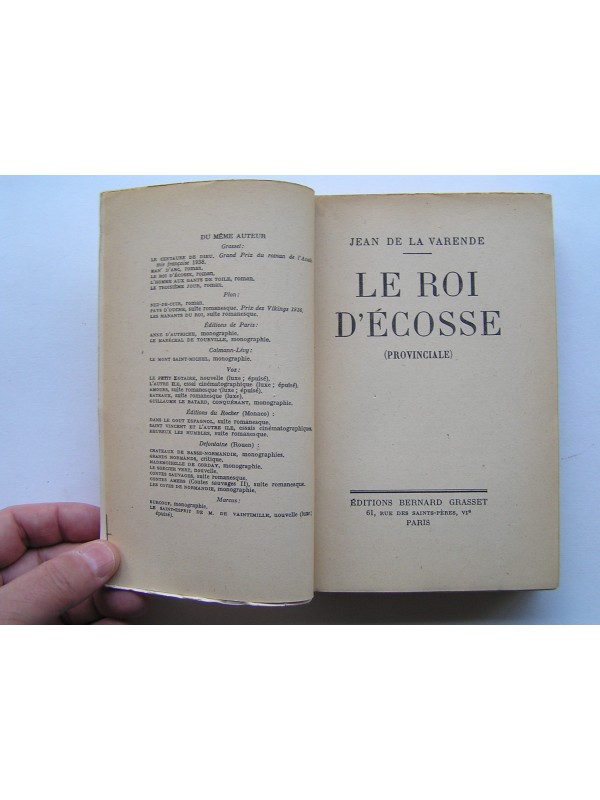 DU MÊME AUTEUR
Grasset:
LE CENTAURE DE DIEU, Grand Prix du roman de l'Acadé-
mie française 1938.
MAN' D'ARC, roman.
LE ROI D'ÉCOSSE, roman.
L'HOMME AUX GANTS DE TOILE, roman.
LE TROISIÈME JOUR, roman.
Plon:
NEZ-DE-CUIR, roman.
PAYS D'OUCHE, suite romanesque. Prix des Vikings 1936.
LES MANANTS DU ROI, suite romanesque.
Éditions de Paris:
ANNE D'AUTRICHE, monographie.
LE MARÉCHAL DE TOURVILLE, monographie.
Calmann-Lévy:
LE MONT SAINT-MICHEL, monographie.
Vox:
LE PETIT NOTAIRE, nouvelle (luxe; épuisé).
L'AUTRE ILE, essai cinématographique (luxe; épuisé).
AMOURS, suite romanesque (luxe; épuisé).
BATEAUX, suite romanesque (luxe).
GUILLAUME LE BATARD, CONQUÉRANT, monographie.
Éditions du Rocher (Monaco):
DANS LE GOUT ESPAGNOL, suite romanesque.
SAINT VINCENT ET L'AUTRE ILE, essais cinématographiques.
HEUREUX LES HUMBLES, suite romanesque.
Defontaine (Rouen):
CHATEAUX DE BASSE-NORMANDIE, monographies.
GRANDS NORMANDS, critique.
MADEMOISELLE DE CORDAY, monographie.
LE SORCIER VERT, nouvelle.
CONTES SAUVAGES, suite romanesque.
CONTES AMERS (Contes sauvages II), suite romanesque.
LES COTES DE NORMANDIE, monographie.
Marcus:
SURCOUF, monographie.
LE SAINT-ESPRIT DE M. DE VAINTIMILLE, nouvelle (luxe;
épuisé).
JEAN DE LA VARENDE
LE ROI
D'ÉCOSSE
(PROVINCIALE)
ÉDITIONS BERNARD GRASSET
61, RUE DES SAINTS-PÈRES, VIe
PARIS